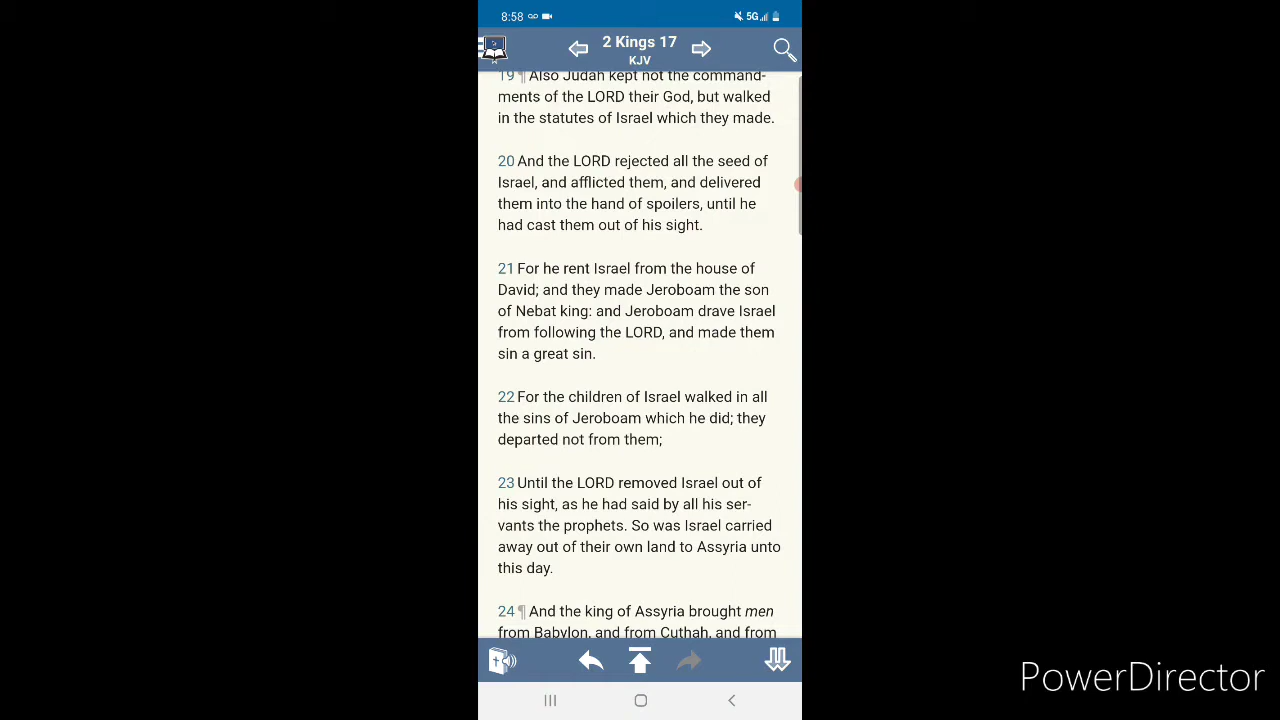 8:58
5G
2 Kings 17
KJV
19 ¶ Also Judah kept not the command-
ments of the LORD their God, but walked
in the statutes of Israel which they made.
20 And the LORD rejected all the seed of
Israel, and afflicted them, and delivered
them into the hand of spoilers, until he
had cast them out of his sight.
21 For he rent Israel from the house of
David; and they made Jeroboam the son
of Nebat king: and Jeroboam drave Israel
from following the LORD, and made them
sin a great sin.
22 For the children of Israel walked in all
the sins of Jeroboam which he did; they
departed not from them;
23 Until the LORD removed Israel out of
his sight, as he had said by all his ser-
vants the prophets. So was Israel carried
away out of their own land to Assyria unto
this day.
24 ¶ And the king of Assyria brought men
from Babylon, and from Cuthah, and from
PowerDirector